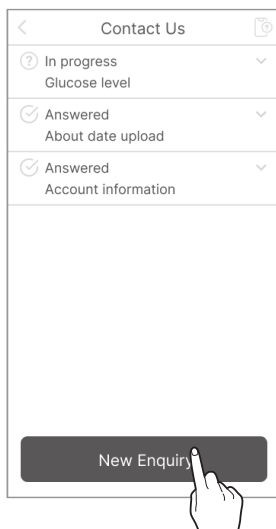 Contact Us
In progress
Glucose level
Answered
About date upload
Answered
Account information
New Enquiry